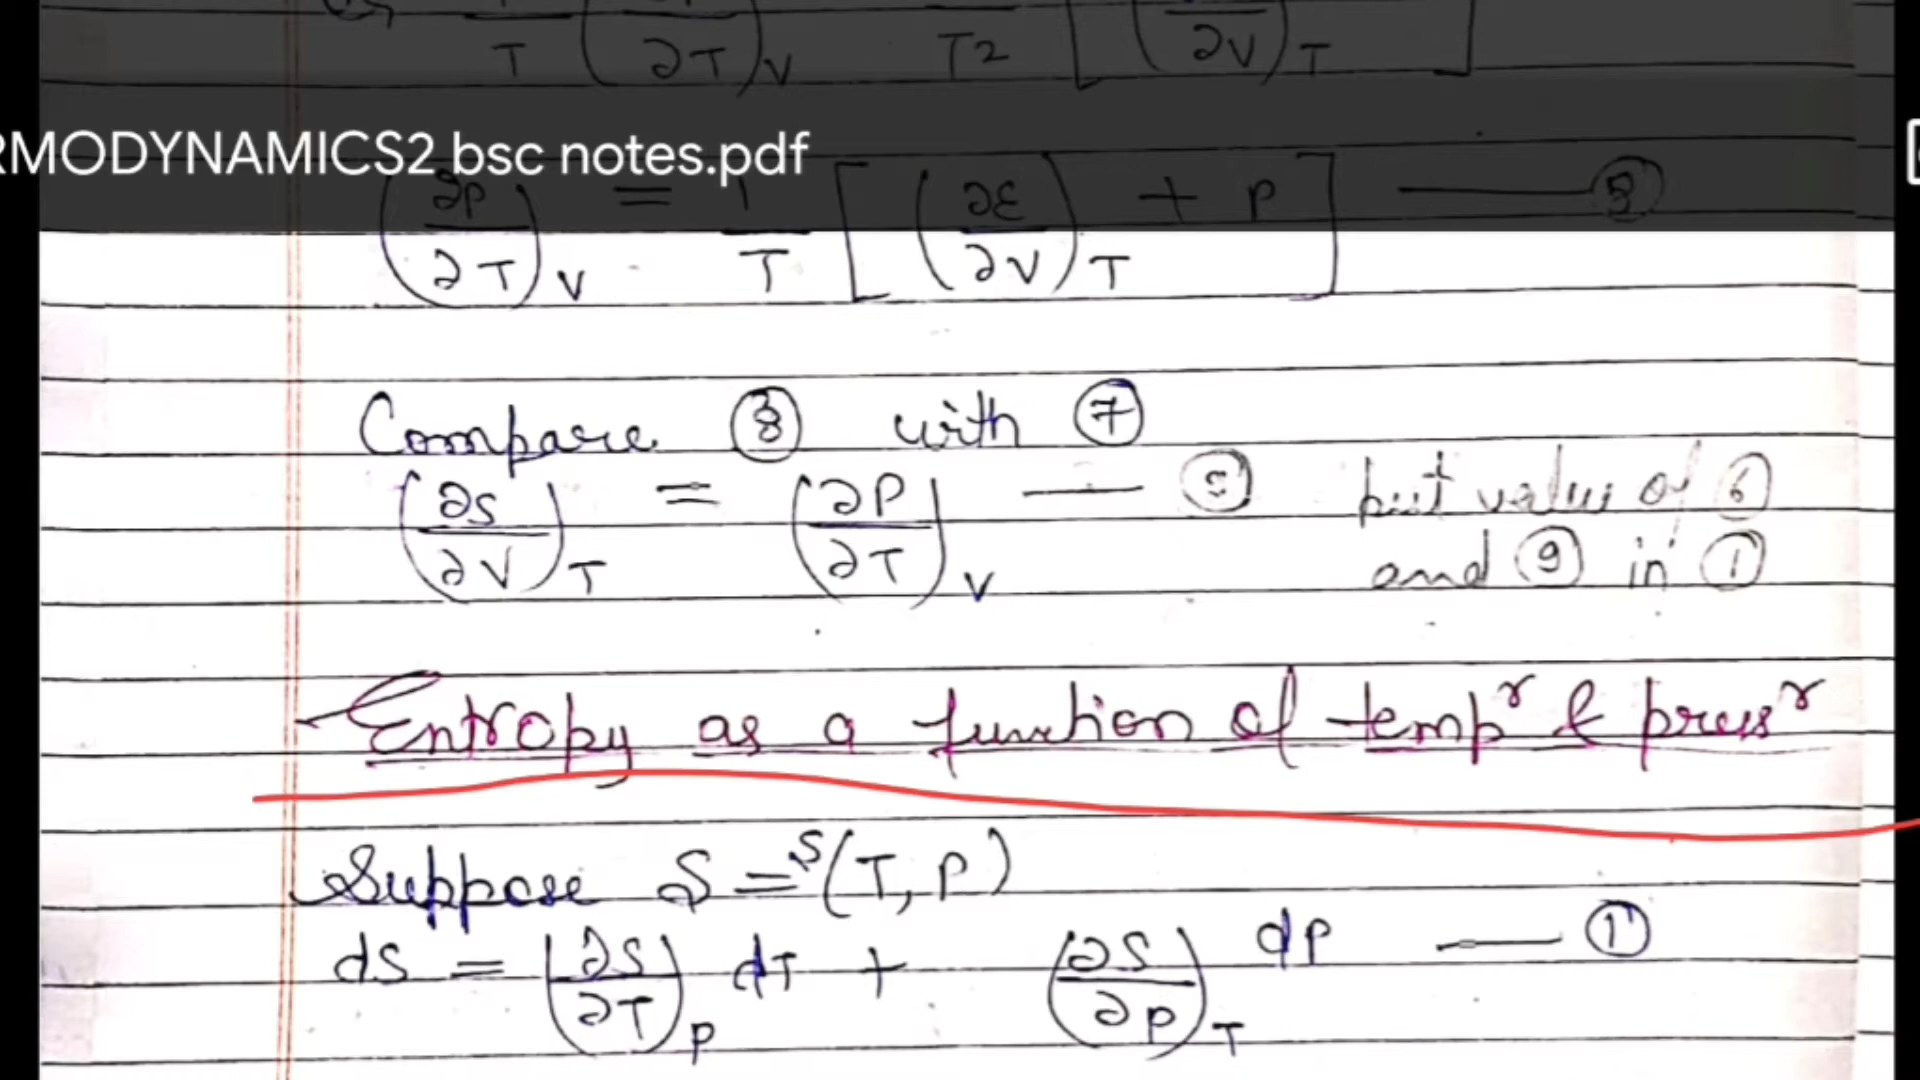 T ∂T)V T2 [ ∂V)T ]
RMODYNAMICS2 bsc notes.pdf
(∂P/∂T)V = 1/T [(∂E/∂V)T + P] —— ⑧
Compare ⑧ with ⑦
(∂S/∂V)T = (∂P/∂T)V —— ⑨ put value of ⑥
and ⑨ in ①
Entropy as a function of tempr & pressr
Suppose S = S(T, P)
dS = (∂S/∂T)P dT + (∂S/∂P)T dP —— ①